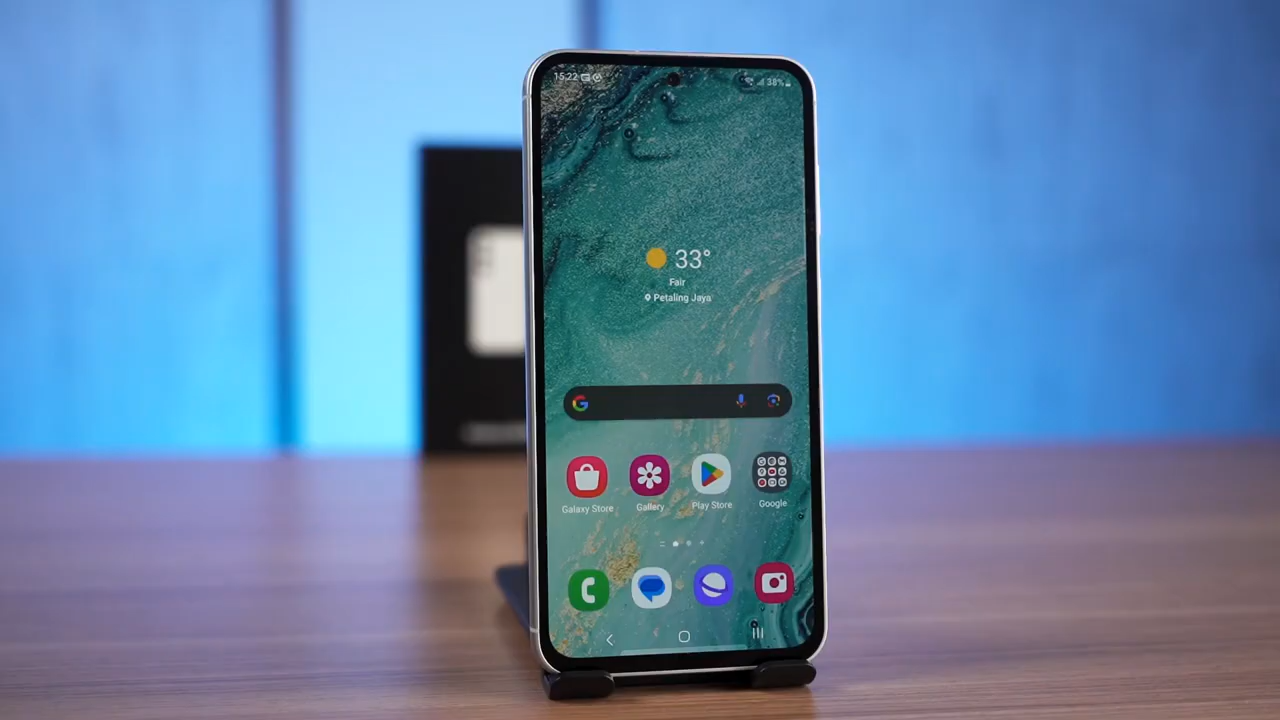 15:22
38%
33°
Fair
Petaling Jaya
Galaxy Store
Gallery
Play Store
Google